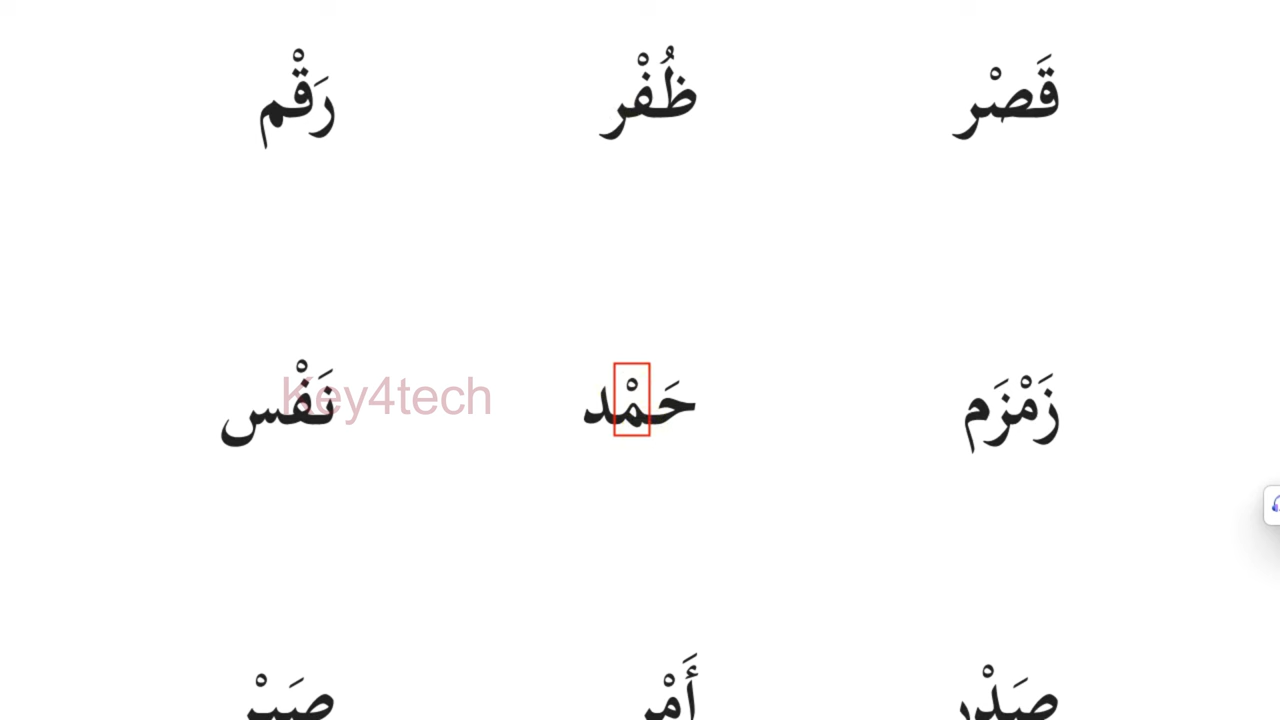 قَصْر ظُفْر رَقْم
زَمْزَم حَمْد نَفْس
Key4tech
صَدْر أَمْر صَبْر